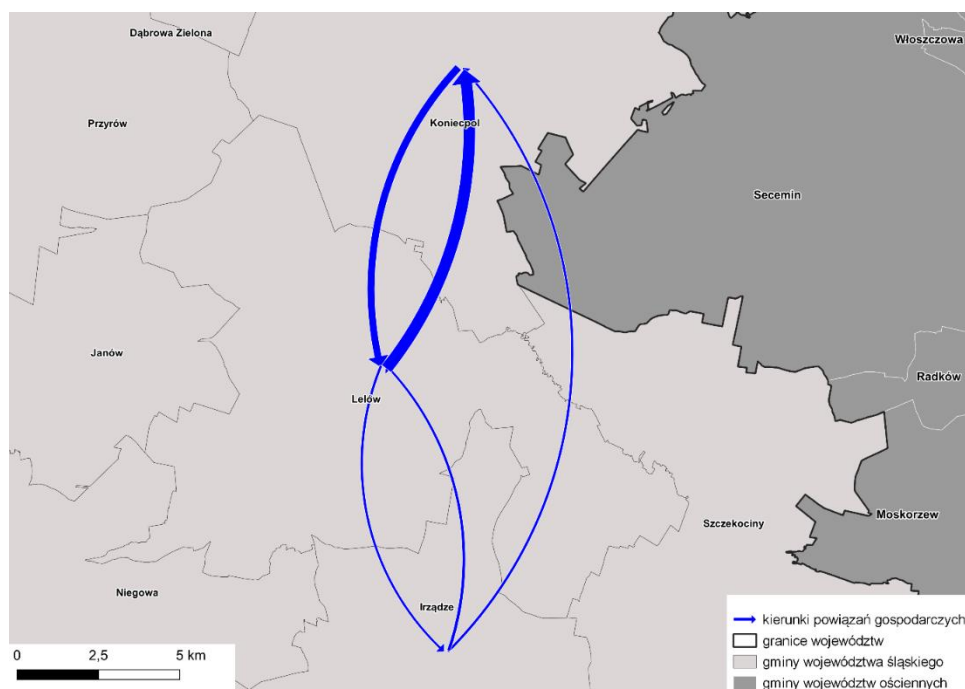 Dąbrowa Zielona
Włoszczowa
Przyrów
Koniecpol
Secemin
Janów
Radków
Lelów
Moskorzew
Szczekociny
Niegowa
Irządze
0 2,5 5 km
kierunki powiązań gospodarczych
granice województw
gminy województwa śląskiego
gminy województw ościennych